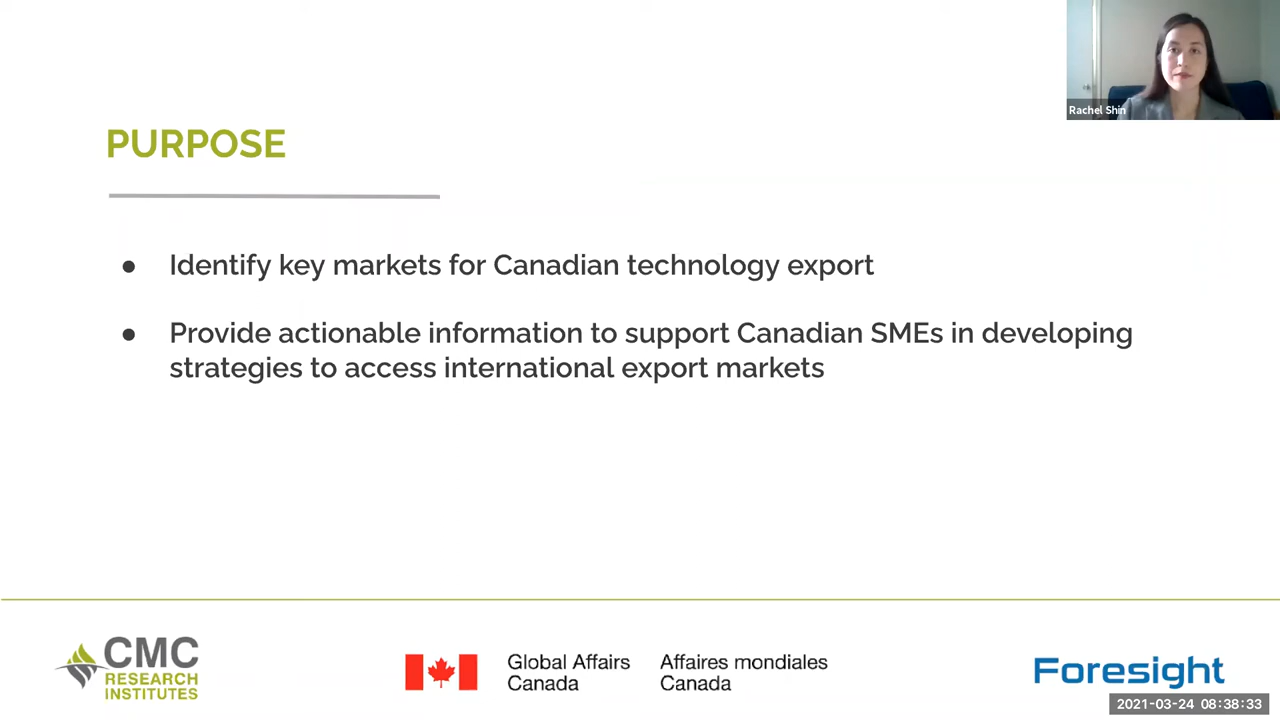 Rachel Shin
PURPOSE
● Identify key markets for Canadian technology export
● Provide actionable information to support Canadian SMEs in developing
strategies to access international export markets
CMC
RESEARCH
INSTITUTES
Global Affairs
Canada
Affaires mondiales
Canada
Foresight
2021-03-24 08:38:33